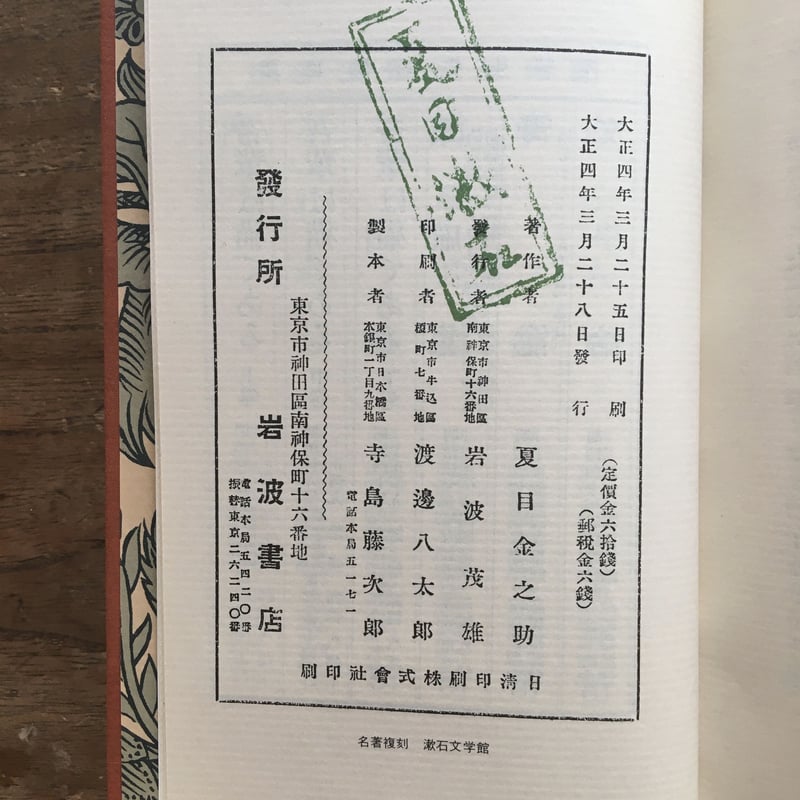 大正四年三月二十五日印刷
大正四年三月二十八日發行
(定價金六拾錢)
(郵税金六錢)
夏目漱石
著作者 夏目金之助
發行者 東京市神田區南神保町十六番地 岩波茂雄
印刷者 東京市牛込區榎町七番地 渡邊八太郎
製本者 東京市日本橋區本銀町一丁目九番地 寺島藤次郎
電話本局五一七一
東京市神田區南神保町十六番地
發行所 岩波書店
電話本局五四二〇番
振替東京二六二四〇番
日清印刷株式會社印刷
名著複刻 漱石文学館